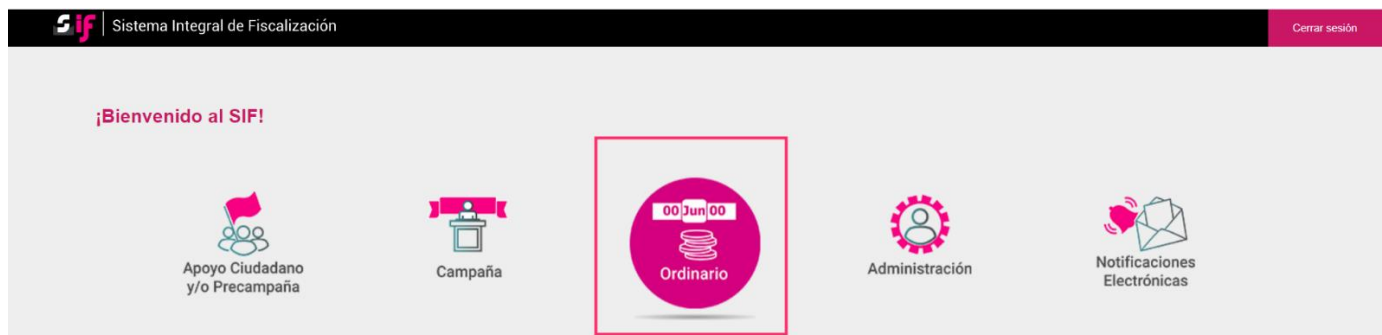 Sif Sistema Integral de Fiscalización
Cerrar sesión
¡Bienvenido al SIF!
Apoyo Ciudadano
y/o Precampaña
Campaña
00 Jun 00
Ordinario
Administración
Notificaciones
Electrónicas